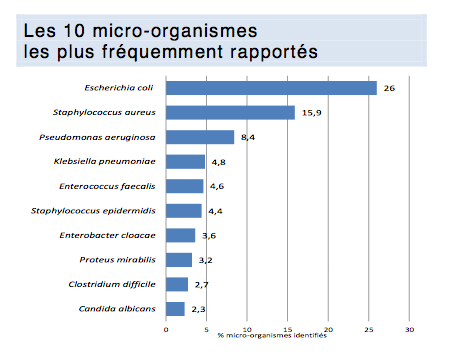 Les 10 micro-organismes
les plus fréquemment rapportés
Escherichia coli 26
Staphylococcus aureus 15,9
Pseudomonas aeruginosa 8,4
Klebsiella pneumoniae 4,8
Enterococcus faecalis 4,6
Staphylococcus epidermidis 4,4
Enterobacter cloacae 3,6
Proteus mirabilis 3,2
Clostridium difficile 2,7
Candida albicans 2,3
0 5 10 15 20 25 30
% micro-organismes identifiés